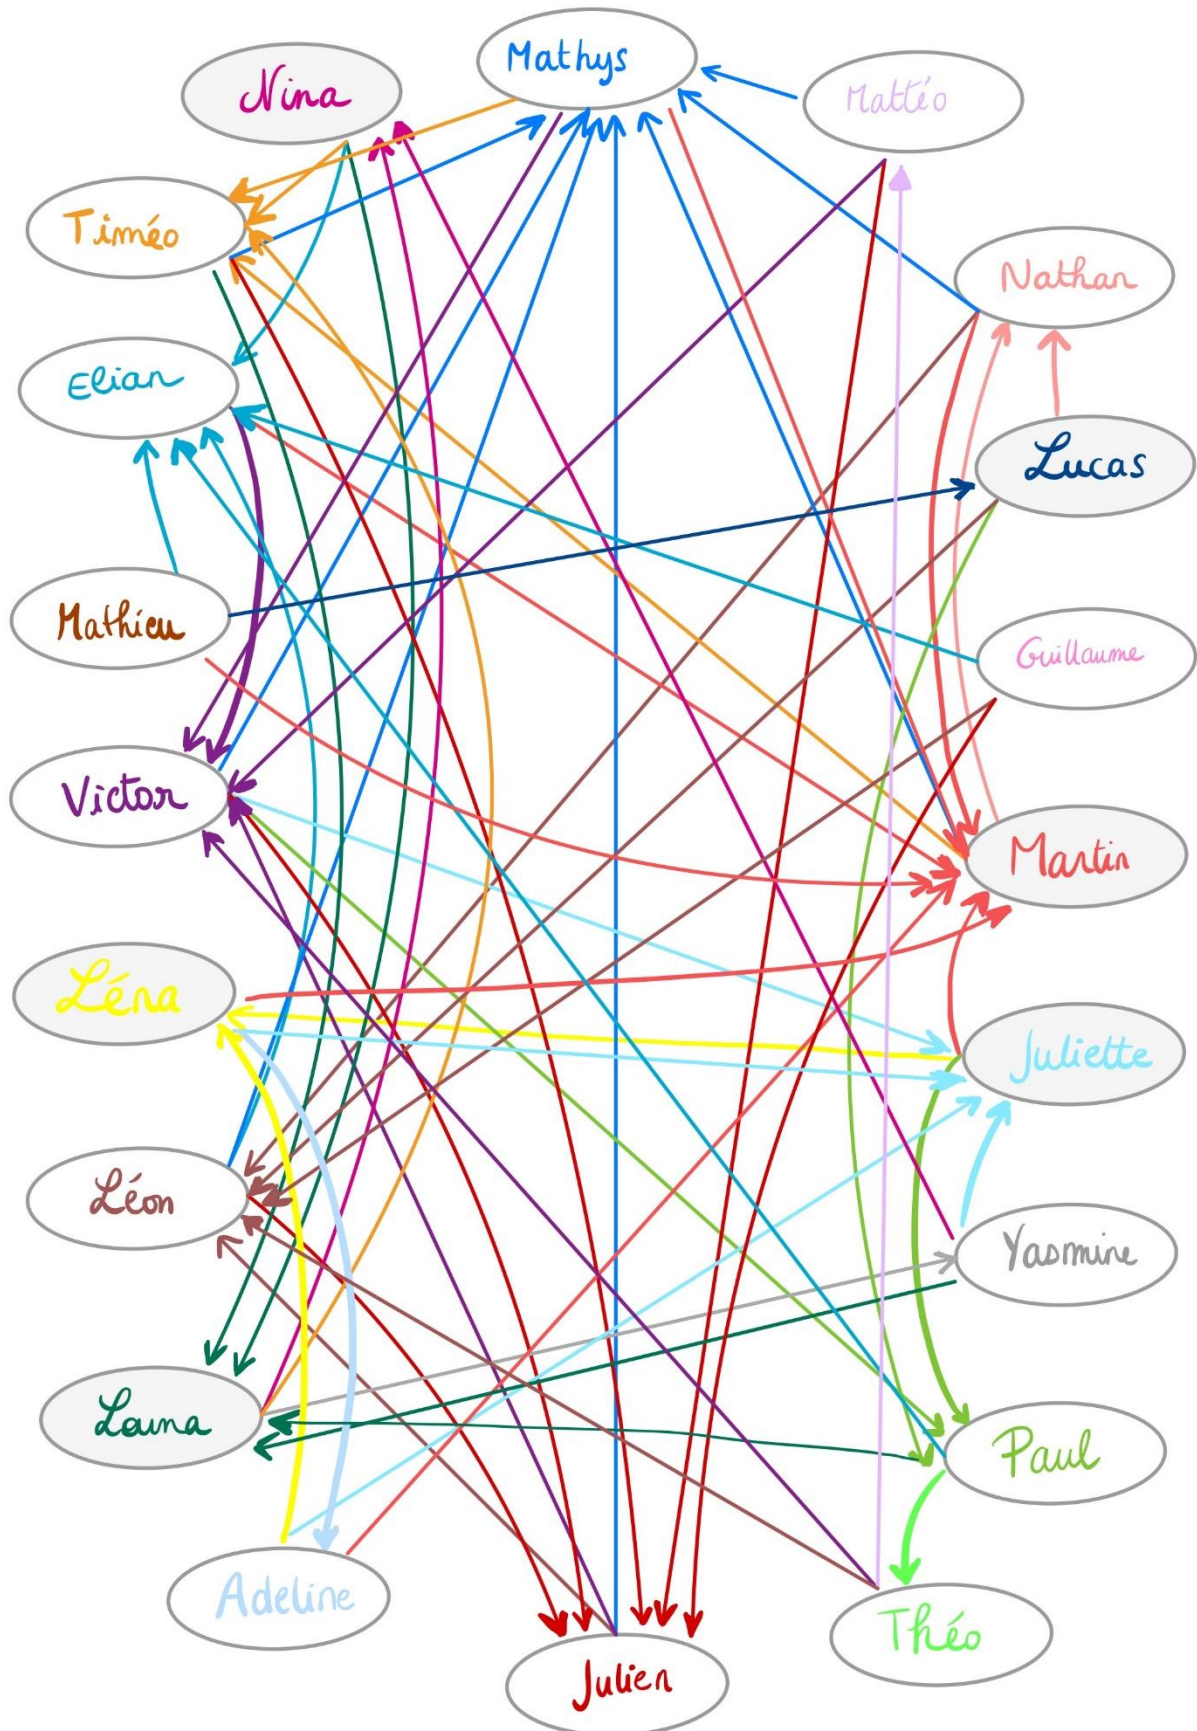 Mathys
Nina
Mattéo
Timéo
Nathan
Elian
Lucas
Mathieu
Guillaume
Victor
Martin
Léna
Juliette
Léon
Yasmine
Louna
Paul
Adeline
Théo
Julien